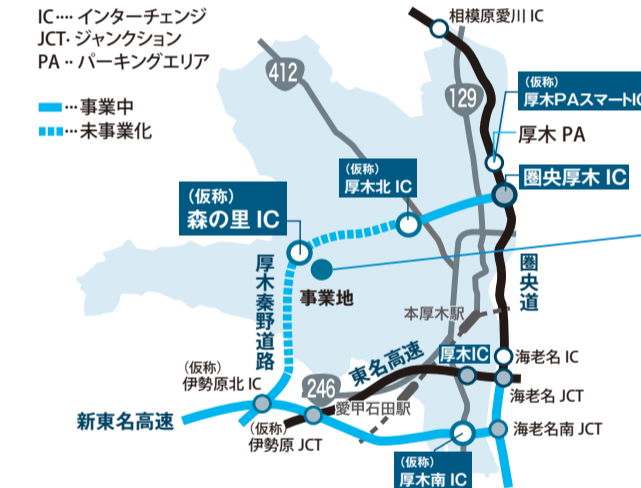 IC···· インターチェンジ
JCT· ジャンクション
PA ·· パーキングエリア
···事業中
···未事業化
相模原愛川 IC
412
129
(仮称)
厚木PAスマートIC
厚木 PA
(仮称)
厚木北 IC
圏央厚木 IC
(仮称)
森の里 IC
厚木秦野道路
事業地
圏央道
本厚木駅
(仮称)
伊勢原北 IC
東名高速
厚木IC
海老名 IC
海老名 JCT
246
愛甲石田駅
新東名高速
(仮称)
伊勢原 JCT
海老名南 JCT
(仮称)
厚木南 IC